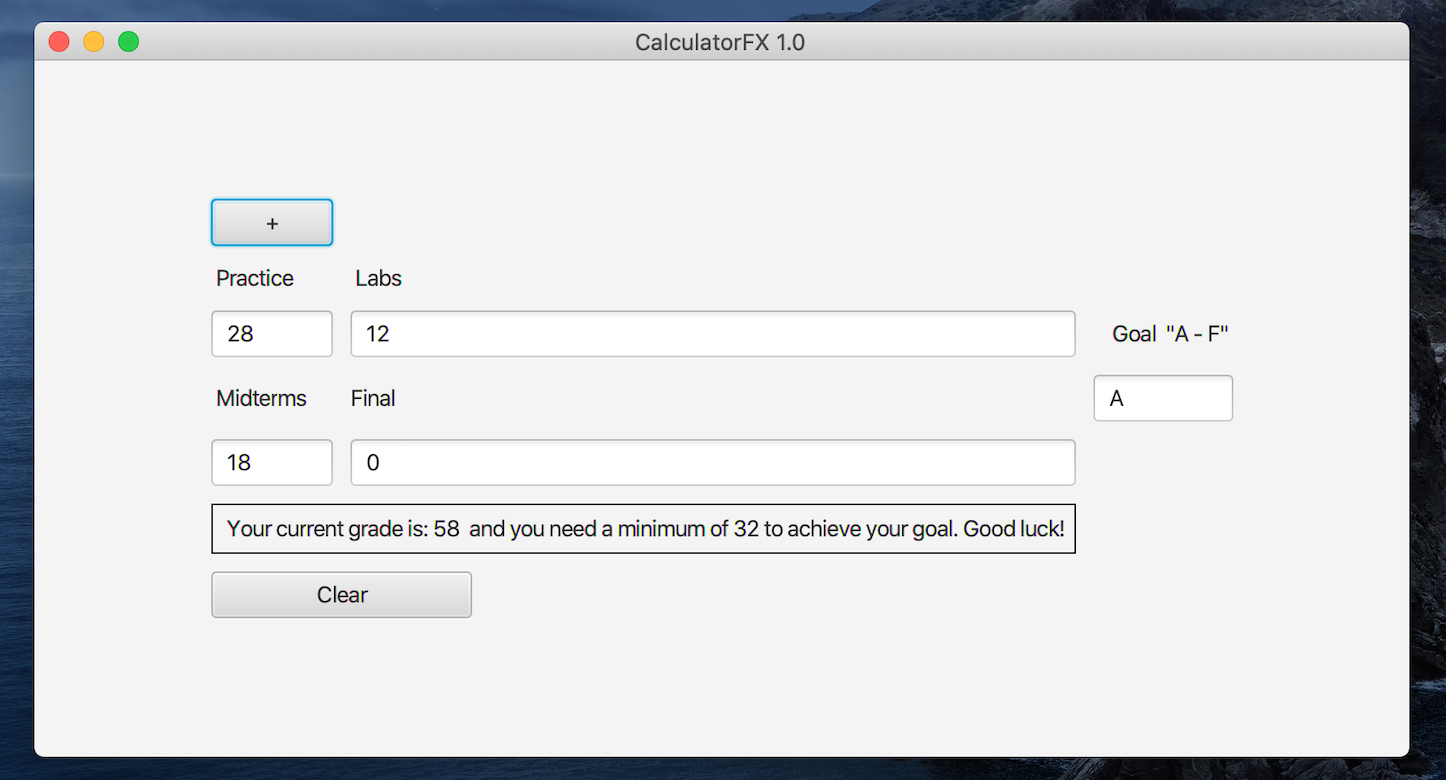 CalculatorFX 1.0
+
Practice Labs
28 12 Goal "A - F"
Midterms Final A
18 0
Your current grade is: 58 and you need a minimum of 32 to achieve your goal. Good luck!
Clear